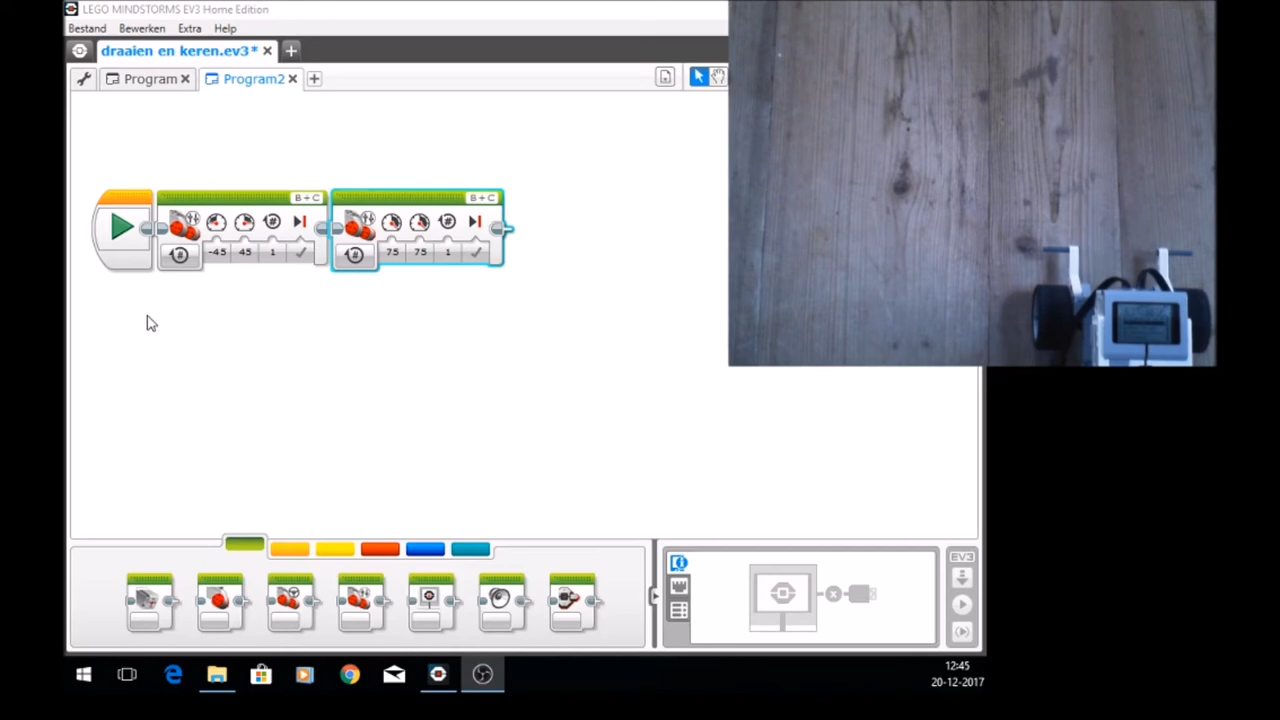 LEGO MINDSTORMS EV3 Home Edition
Bestand Bewerken Extra Help
draaien en keren.ev3*
Program Program2
B + C B + C
# #
-45 45 1 75 75 1
# #
EV3
12:45
20-12-2017